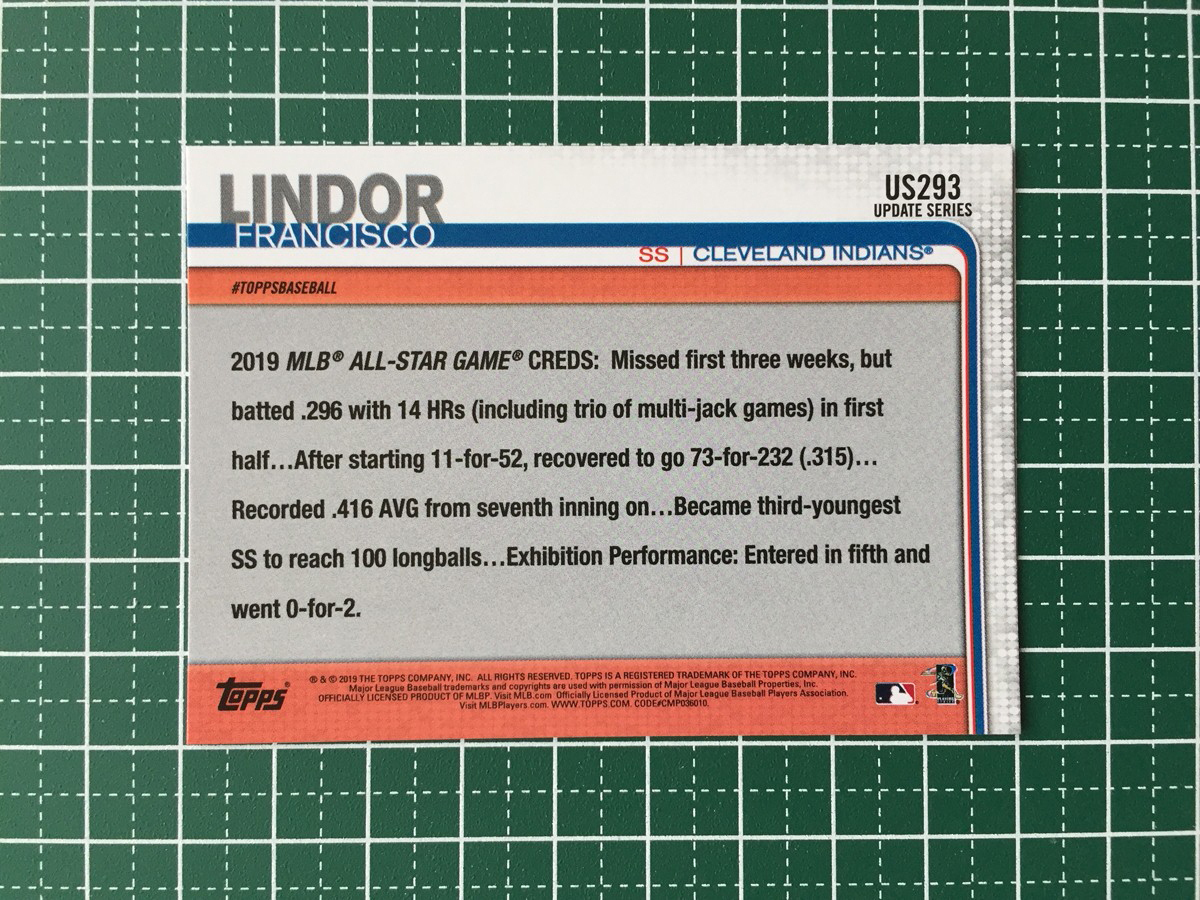 LINDOR
FRANCISCO
US293
UPDATE SERIES
SS | CLEVELAND INDIANS®
#TOPPSBASEBALL
2019 MLB® ALL-STAR GAME® CREDS: Missed first three weeks, but
batted .296 with 14 HRs (including trio of multi-jack games) in first
half...After starting 11-for-52, recovered to go 73-for-232 (.315)...
Recorded .416 AVG from seventh inning on...Became third-youngest
SS to reach 100 longballs...Exhibition Performance: Entered in fifth and
went 0-for-2.
Topps®
® & © 2019 THE TOPPS COMPANY, INC. ALL RIGHTS RESERVED. TOPPS IS A REGISTERED TRADEMARK OF THE TOPPS COMPANY, INC.
Major League Baseball trademarks and copyrights are used with permission of Major League Baseball Properties, Inc.
OFFICIALLY LICENSED PRODUCT OF MLBP. Visit MLB.com. Officially Licensed Product of Major League Baseball Players Association.
Visit MLBPlayers.com. WWW.TOPPS.COM. CODE#CMP036010.